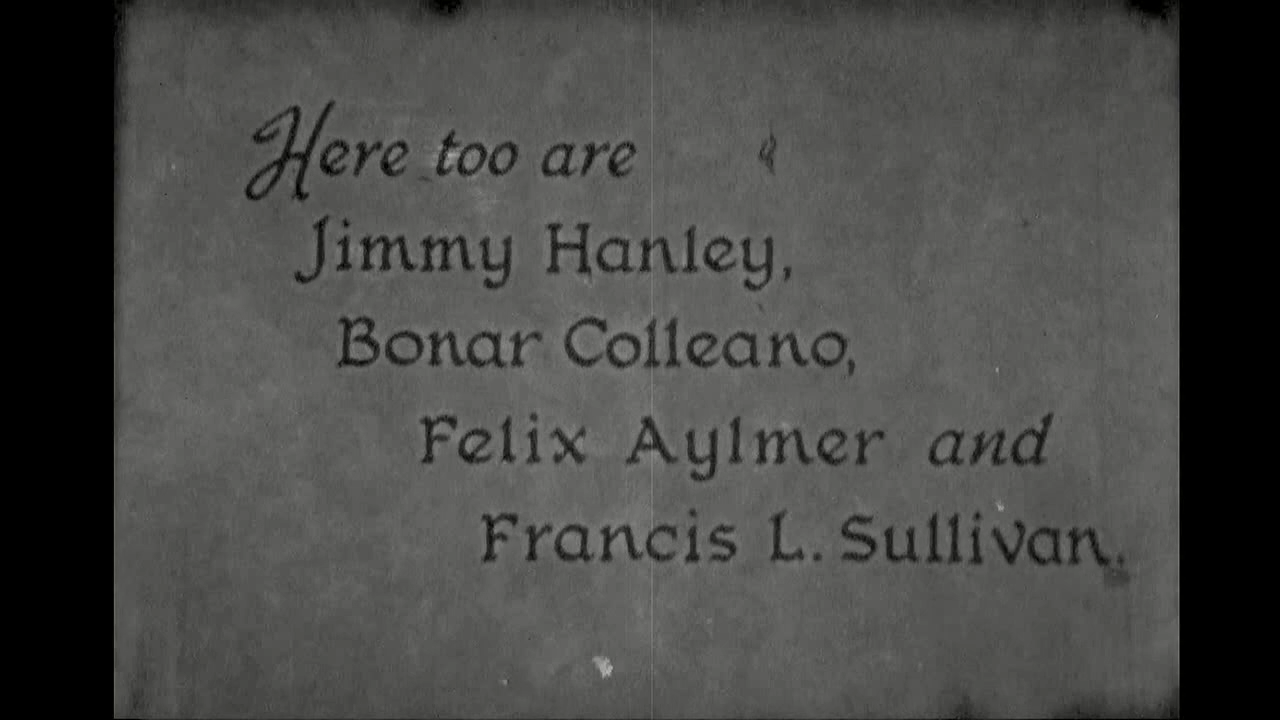 Here too are
Jimmy Hanley,
Bonar Colleano,
Felix Aylmer and
Francis L. Sullivan.